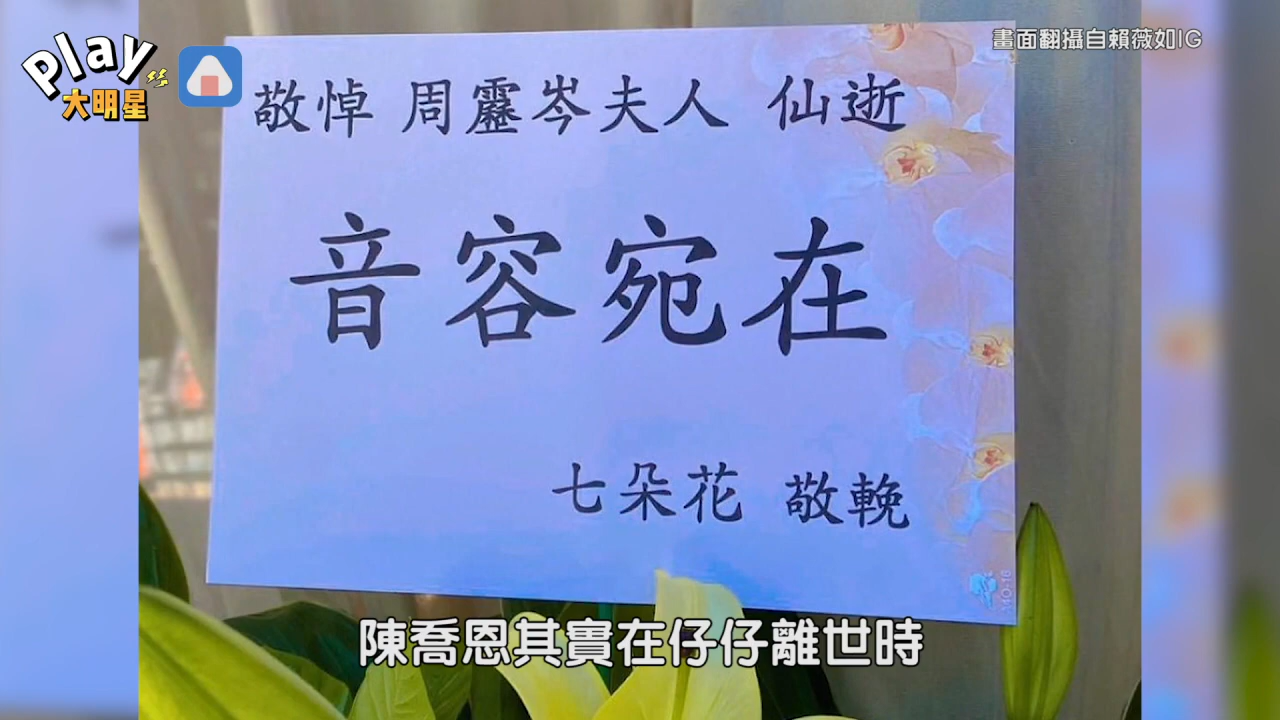 Play
大明星
畫面翻攝自賴薇如IG
敬悼 周靈岑夫人 仙逝
音容宛在
七朵花 敬輓
陳喬恩其實在仔仔離世時